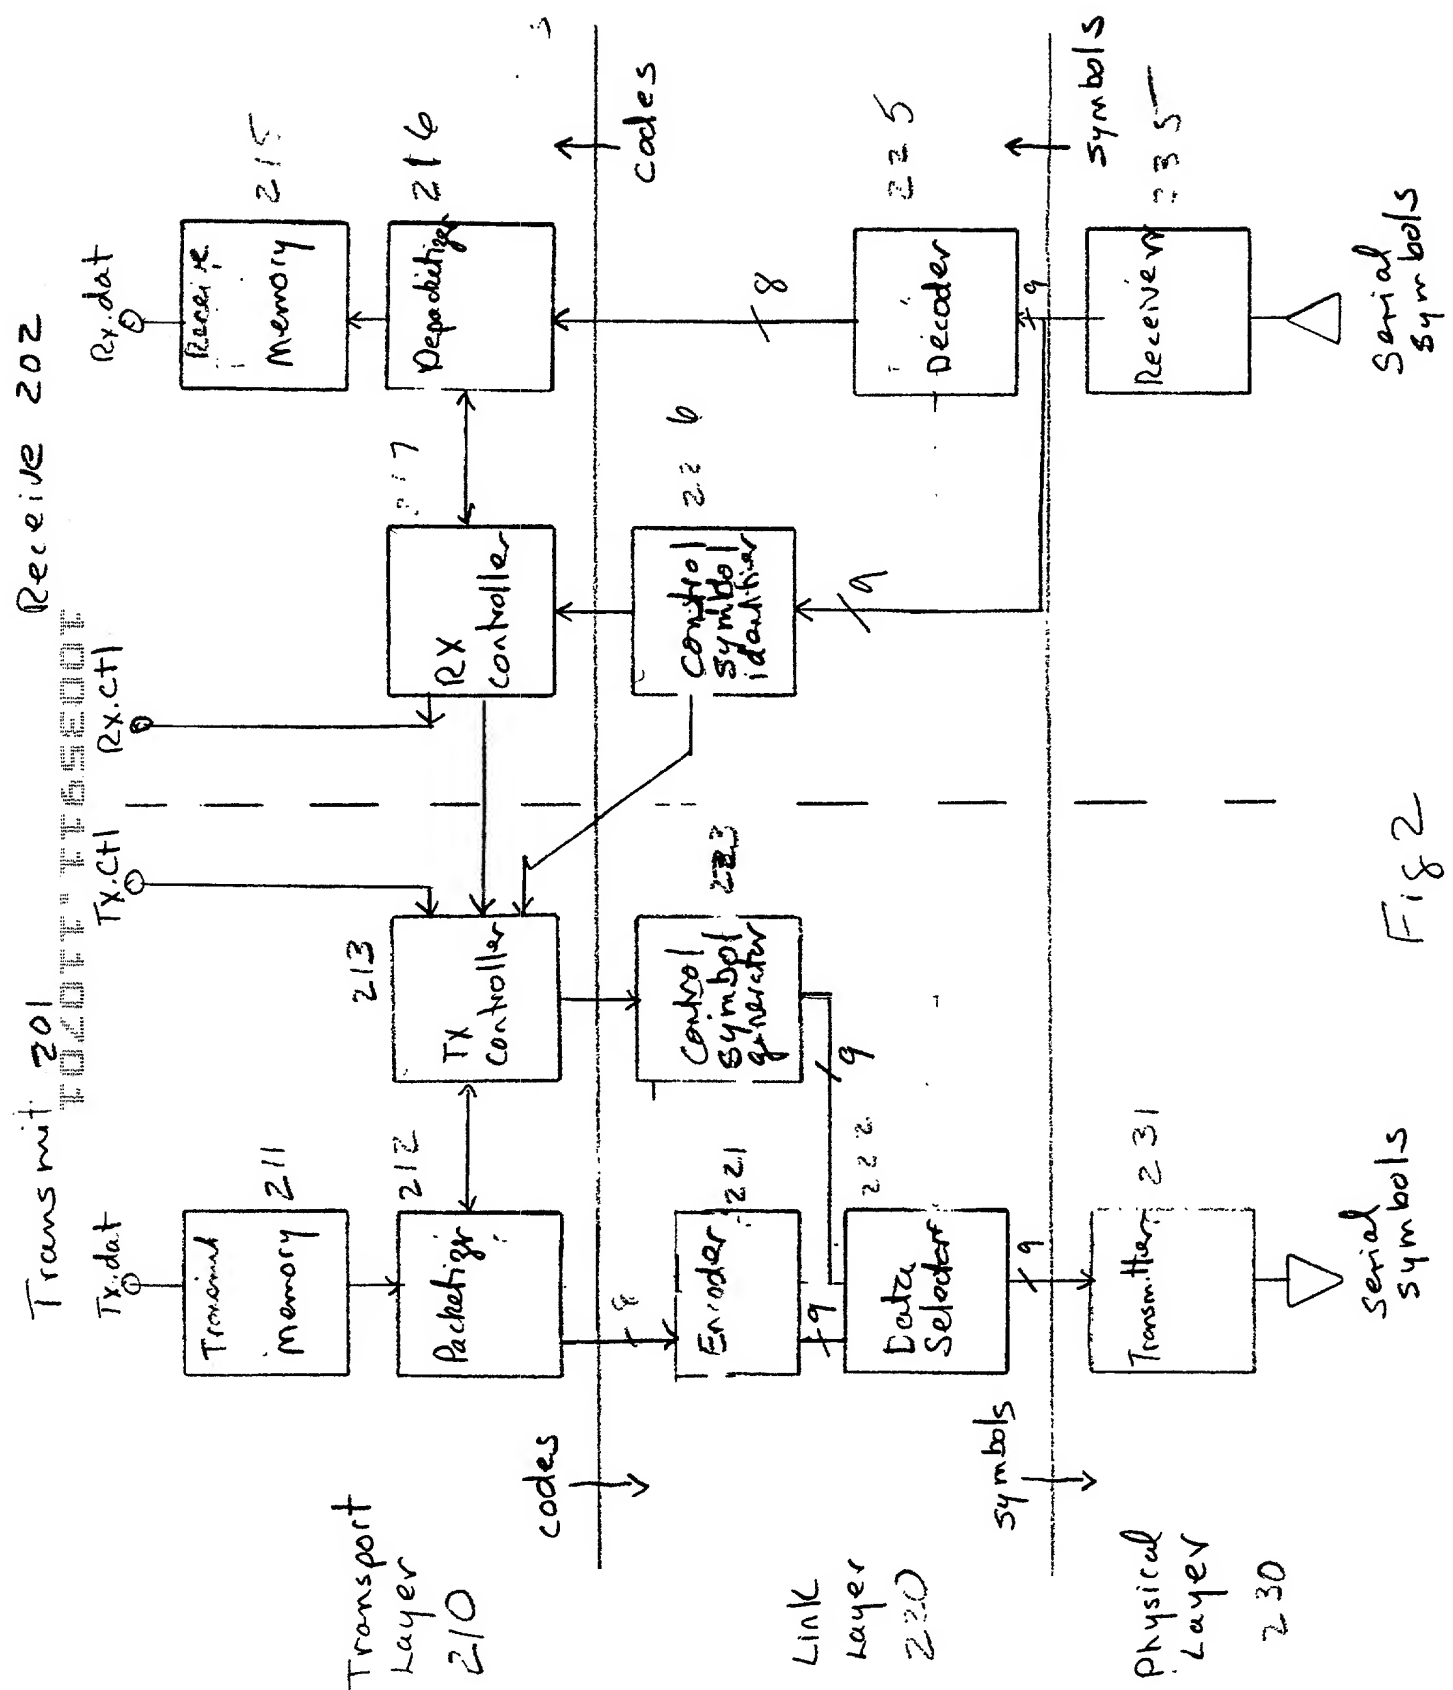 Transmit 201
Receive 202
Tx.dat
Tx.Ctl
Rx.Ctl
Rx.dat
Transport
Layer
210
Transmit
Memory
211
Packetizer
212
TX
Controller
213
RX
Controller
217
Receive
Memory
215
Depacketizer
216
codes
codes
8
8
Link
Layer
220
Encoder
221
9
Data
Selector
222
Control
Symbol
generator
223
9
Control
Symbol
identifier
226
9
Decoder
225
9
9
symbols
symbols
Physical
Layer
230
Transmitter
231
Receiver
235
Serial
Symbols
Serial
Symbols
Fig 2